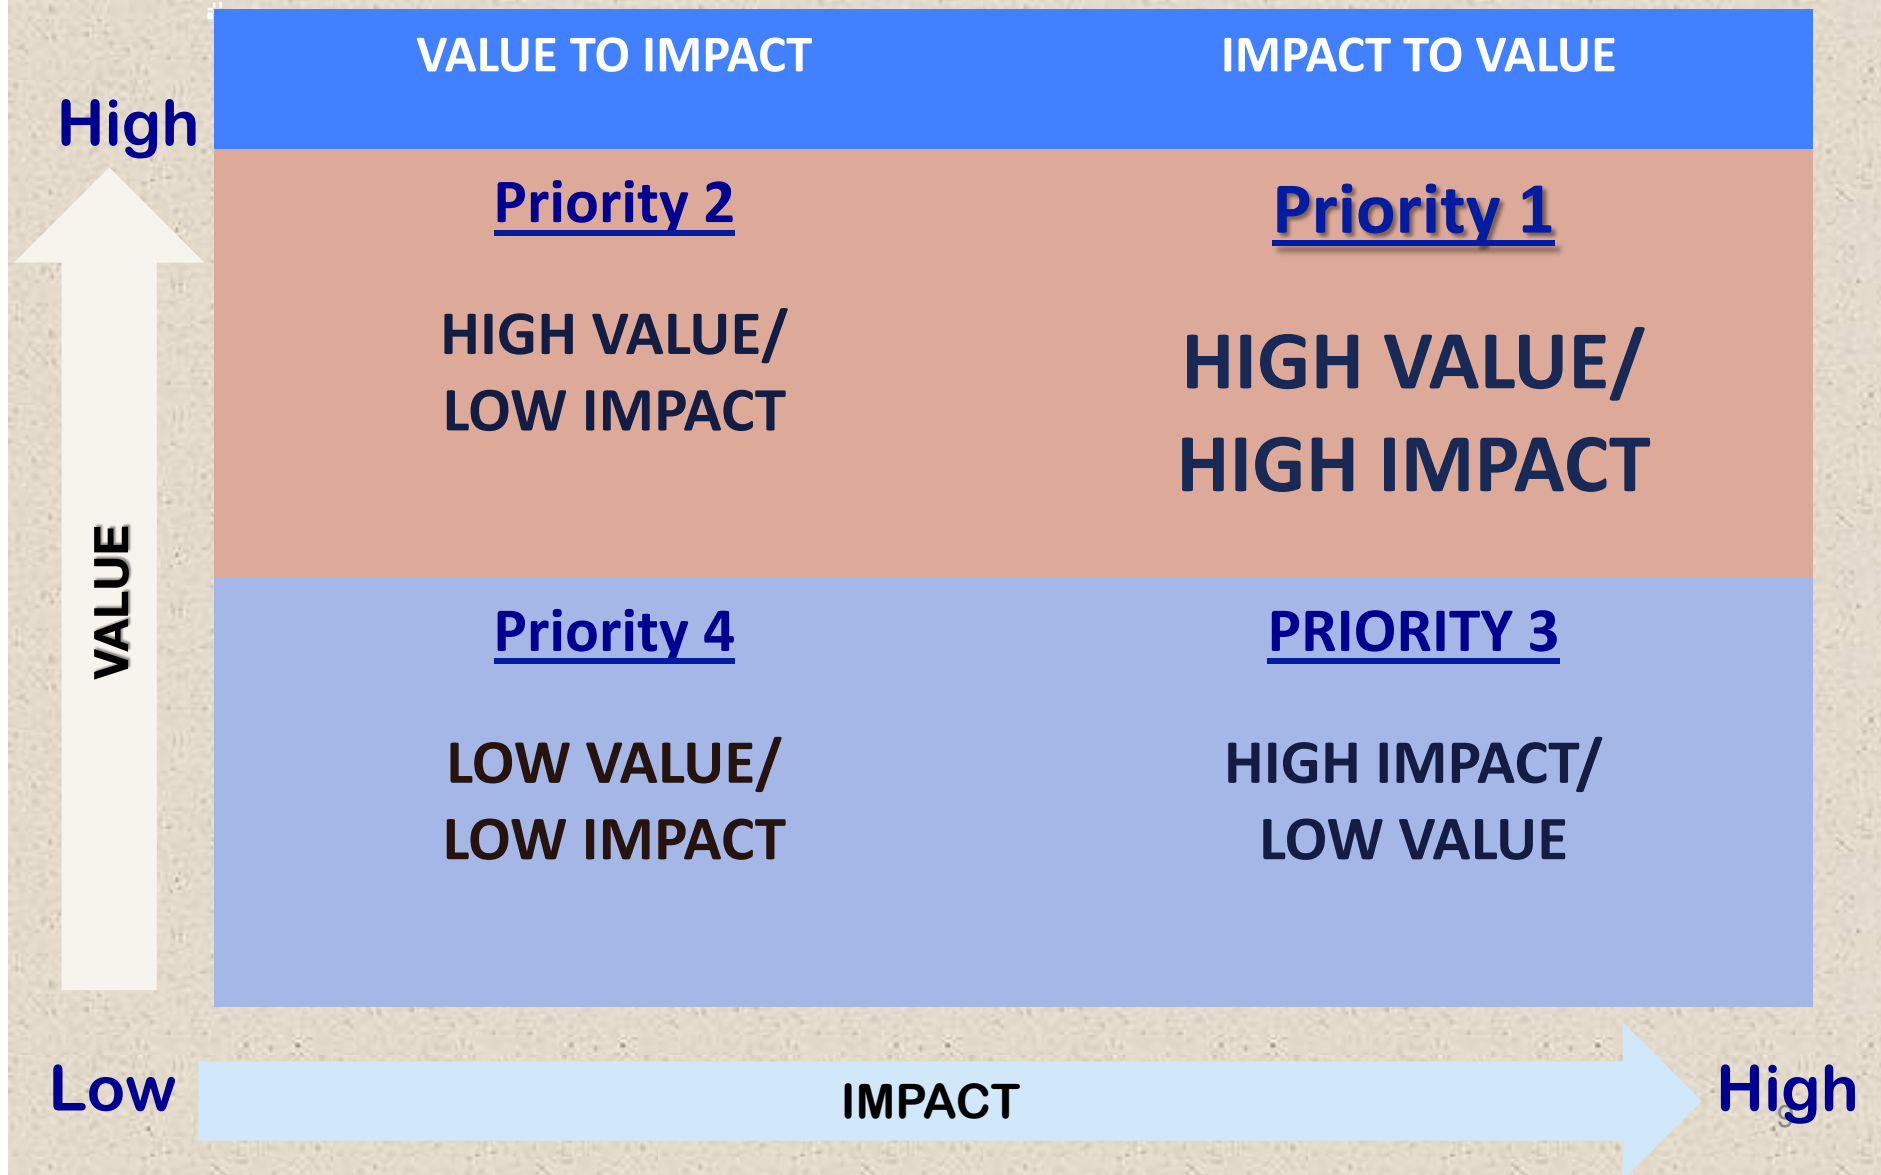 VALUE TO IMPACT
IMPACT TO VALUE
High
Priority 2
HIGH VALUE/
LOW IMPACT
Priority 1
HIGH VALUE/
HIGH IMPACT
VALUE
Priority 4
LOW VALUE/
LOW IMPACT
PRIORITY 3
HIGH IMPACT/
LOW VALUE
Low
IMPACT
High